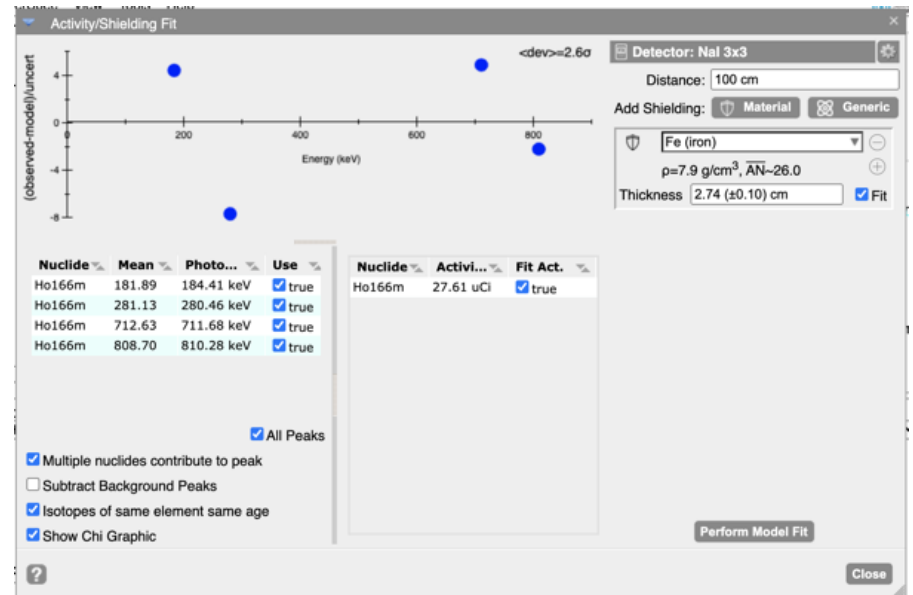 Activity/Shielding Fit
<dev>=2.6σ
(observed-model)/uncert
4
0
-4
-8
0
200
400
600
800
Energy (keV)
Detector: NaI 3x3
Distance: 100 cm
Add Shielding: Material Generic
Fe (iron)
ρ=7.9 g/cm³, AN~26.0
Thickness 2.74 (±0.10) cm Fit
Nuclide Mean Photo... Use
Ho166m 181.89 184.41 keV true
Ho166m 281.13 280.46 keV true
Ho166m 712.63 711.68 keV true
Ho166m 808.70 810.28 keV true
All Peaks
Nuclide Activi... Fit Act.
Ho166m 27.61 uCi true
Multiple nuclides contribute to peak
Subtract Background Peaks
Isotopes of same element same age
Show Chi Graphic
Perform Model Fit
?
Close